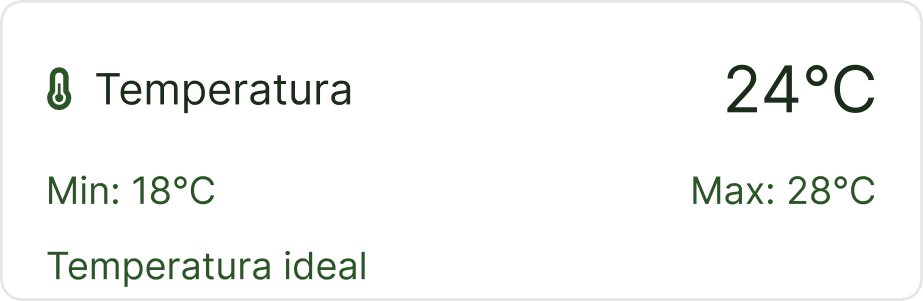 Temperatura
24°C
Min: 18°C
Max: 28°C
Temperatura ideal